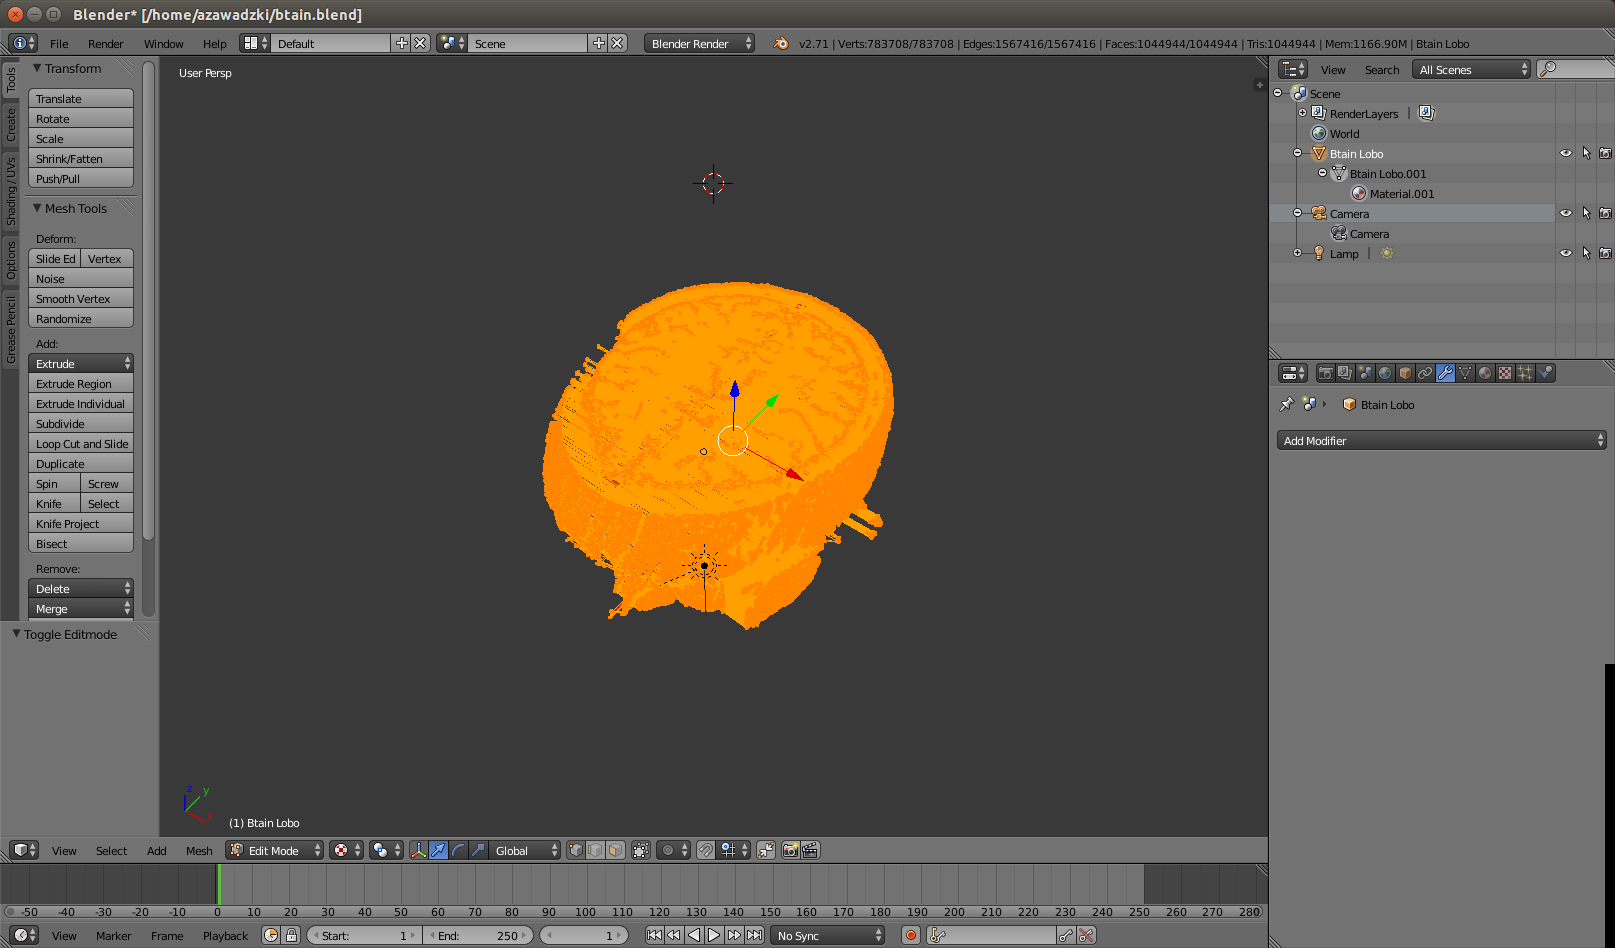 Blender* [/home/azawadzki/btain.blend]
File Render Window Help Default Scene Blender Render v2.71 | Verts:783708/783708 | Edges:1567416/1567416 | Faces:1044944/1044944 | Tris:1044944 | Mem:1166.90M | Btain Lobo
Tools
Create
Shading / UVs
Options
Grease Pencil
Transform
Translate
Rotate
Scale
Shrink/Fatten
Push/Pull
Mesh Tools
Deform:
Slide Ed Vertex
Noise
Smooth Vertex
Randomize
Add:
Extrude
Extrude Region
Extrude Individual
Subdivide
Loop Cut and Slide
Duplicate
Spin Screw
Knife Select
Knife Project
Bisect
Remove:
Delete
Merge
Toggle Editmode
User Persp
z
y
(1) Btain Lobo
View Search All Scenes
Scene
RenderLayers
World
Btain Lobo
Btain Lobo.001
Material.001
Camera
Camera
Lamp
Btain Lobo
Add Modifier
View Select Add Mesh Edit Mode Global
-50 -40 -30 -20 -10 0 10 20 30 40 50 60 70 80 90 100 110 120 130 140 150 160 170 180 190 200 210 220 230 240 250 260 270 280
View Marker Frame Playback Start: 1 End: 250 1 No Sync